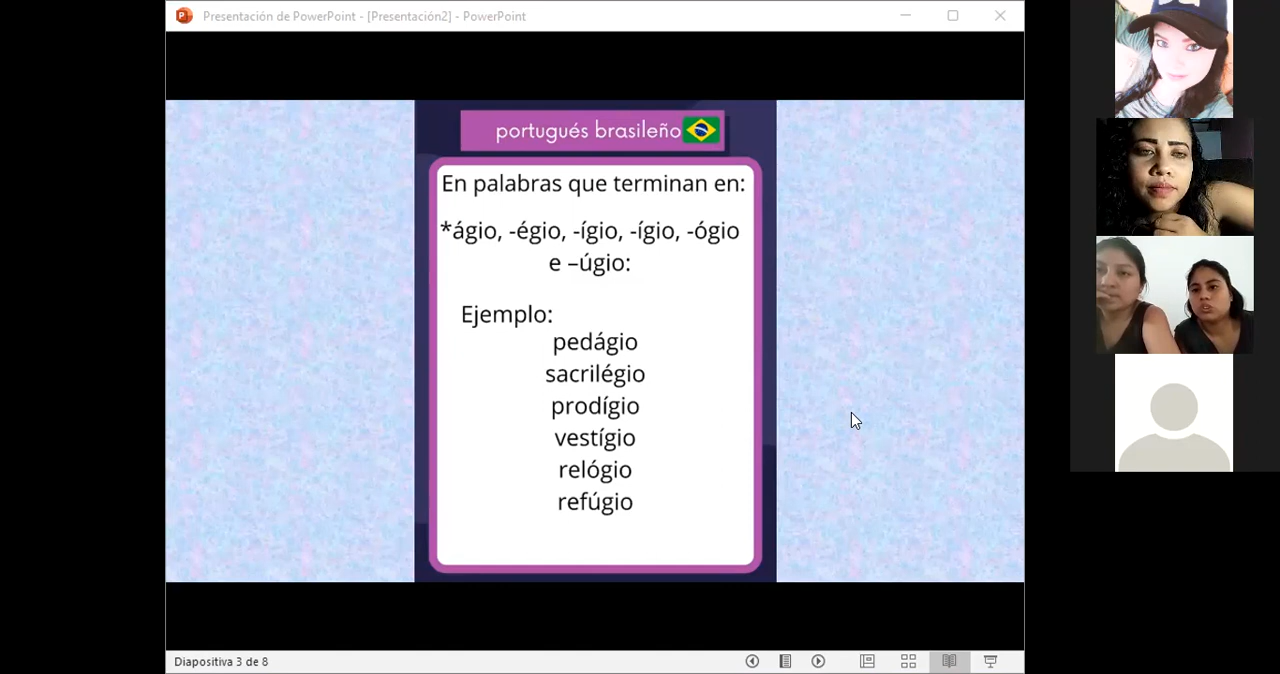 Presentación de PowerPoint - [Presentación2] - PowerPoint
portugués brasileño
En palabras que terminan en:
*ágio, -égio, -ígio, -ígio, -ógio
e –úgio:
Ejemplo:
pedágio
sacrilégio
prodígio
vestígio
relógio
refúgio
Diapositiva 3 de 8